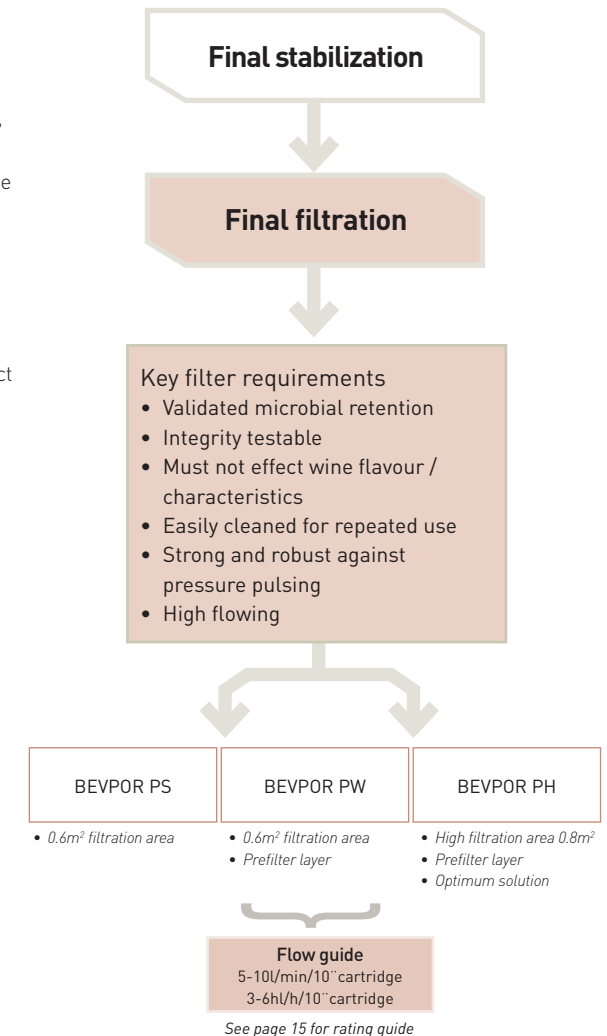 Final stabilization
e
Final filtration
ct
Key filter requirements
• Validated microbial retention
• Integrity testable
• Must not effect wine flavour /
characteristics
• Easily cleaned for repeated use
• Strong and robust against
pressure pulsing
• High flowing
BEVPOR PS
BEVPOR PW
BEVPOR PH
• 0.6m² filtration area
• 0.6m² filtration area
• Prefilter layer
• High filtration area 0.8m²
• Prefilter layer
• Optimum solution
Flow guide
5-10l/min/10¨cartridge
3-6hl/h/10¨cartridge
See page 15 for rating guide